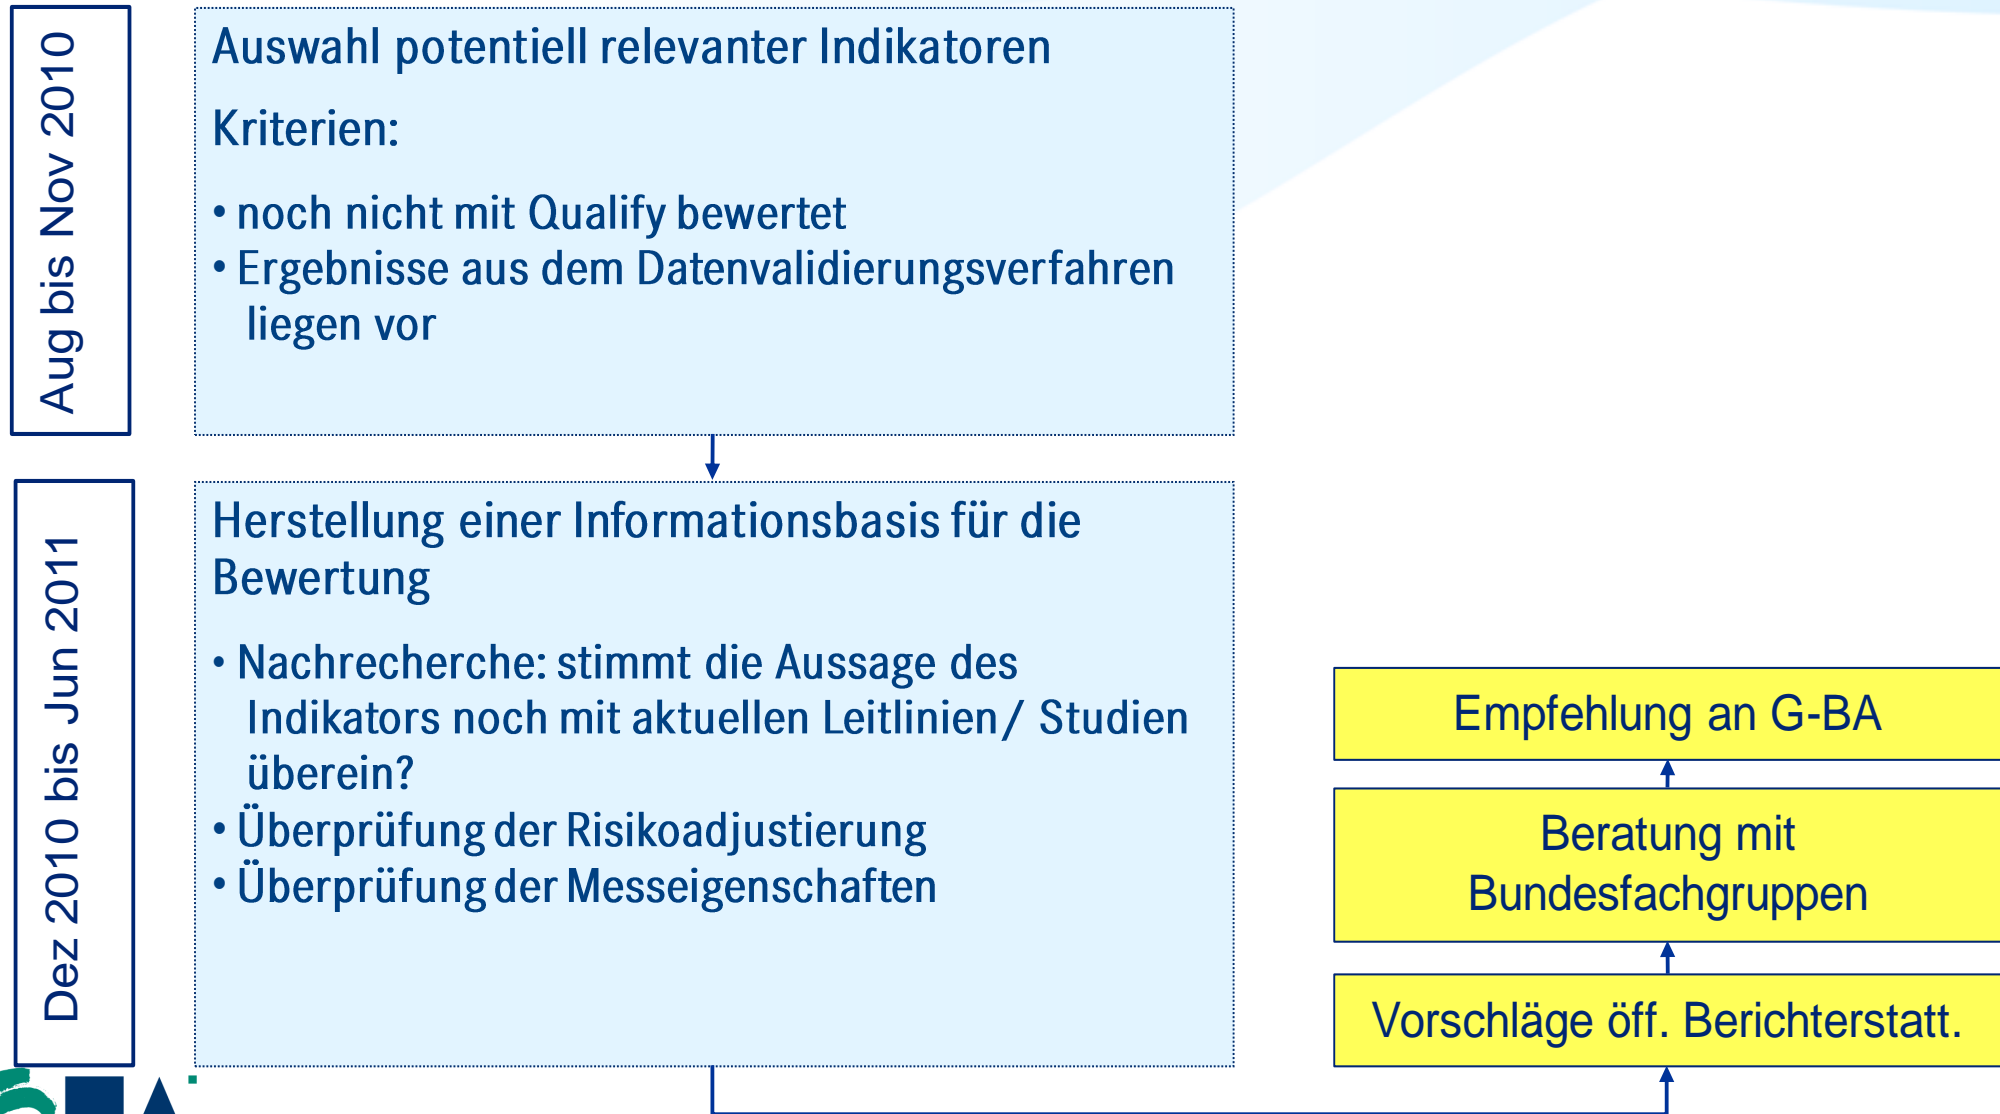 Aug bis Nov 2010
Auswahl potentiell relevanter Indikatoren
Kriterien:
• noch nicht mit Qualify bewertet
• Ergebnisse aus dem Datenvalidierungsverfahren
liegen vor
Dez 2010 bis Jun 2011
Herstellung einer Informationsbasis für die
Bewertung
• Nachrecherche: stimmt die Aussage des
Indikators noch mit aktuellen Leitlinien/ Studien
überein?
• Überprüfung der Risikoadjustierung
• Überprüfung der Messeigenschaften
Empfehlung an G-BA
Beratung mit
Bundesfachgruppen
Vorschläge öff. Berichterstatt.